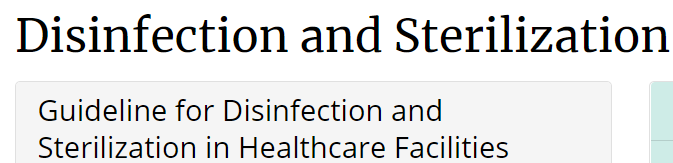 Disinfection and Sterilization
Guideline for Disinfection and
Sterilization in Healthcare Facilities